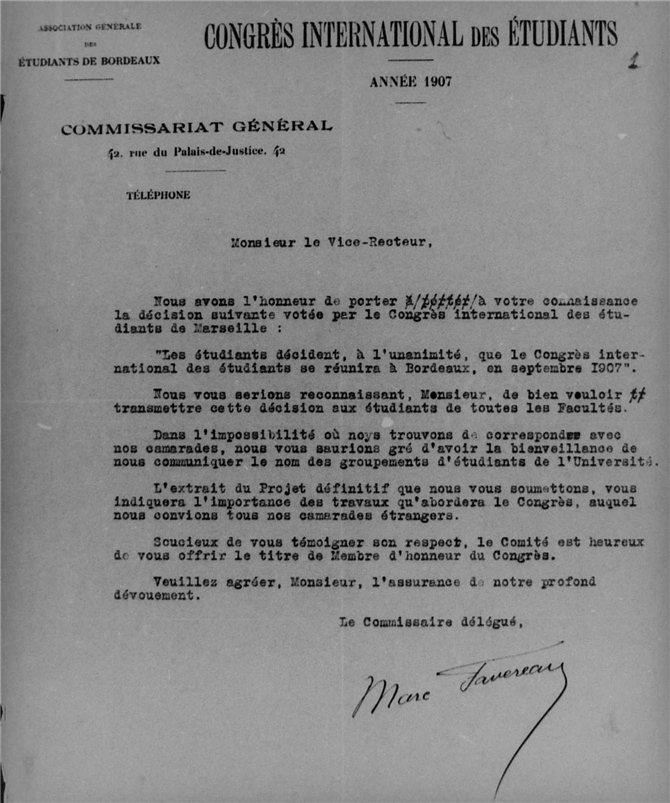 ASSOCIATION GÉNÉRALE
DES
ÉTUDIANTS DE BORDEAUX
CONGRÈS INTERNATIONAL DES ÉTUDIANTS
1
ANNÉE 1907
COMMISSARIAT GÉNÉRAL
42, rue du Palais-de-Justice, 42
TÉLÉPHONE
Monsieur le Vice-Recteur,
Nous avons l'honneur de porter à votre connaissance
la décision suivante votée par le Congrès international des étu-
diants de Marseille :
"Les étudiants décident, à l'unanimité, que le Congrès inter-
national des étudiants se réunira à Bordeaux, en septembre I907".
Nous vous serions reconnaissant, Monsieur, de bien vouloir
transmettre cette décision aux étudiants de toutes les Facultés.
Dans l'impossibilité où noys trouvons de correspondre avec
nos camarades, nous vous saurions gré d'avoir la bienveillance de
nous communiquer le nom des groupements d'étudiants de l'Université.
L'extrait du Projet définitif que nous vous soumettons, vous
indiquera l'importance des travaux qu'abordera le Congrès, auquel
nous convions tous nos camarades étrangers.
Soucieux de vous témoigner son respect, le Comité est heureux
de vous offrir le titre de Membre d'honneur du Congrès.
Veuillez agréer, Monsieur, l'assurance de notre profond
dévouement.
Le Commissaire délégué,
Marc Favereau